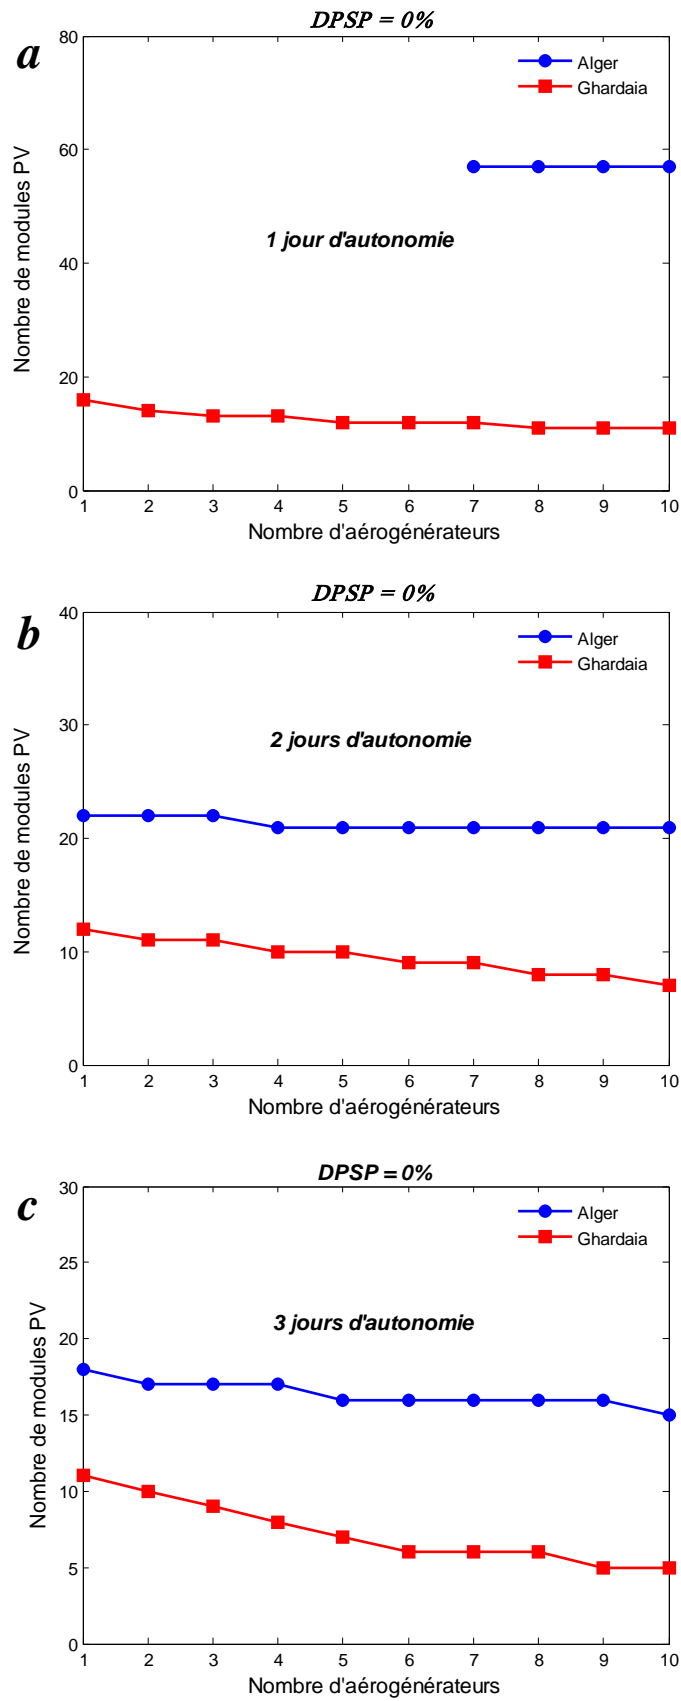 DPSP = 0%
a
80
60
40
20
0
Nombre de modules PV
Alger
Ghardaia
1 jour d'autonomie
1 2 3 4 5 6 7 8 9 10
Nombre d'aérogénérateurs
DPSP = 0%
b
40
30
20
10
0
Nombre de modules PV
Alger
Ghardaia
2 jours d'autonomie
1 2 3 4 5 6 7 8 9 10
Nombre d'aérogénérateurs
DPSP = 0%
c
30
25
20
15
10
5
0
Nombre de modules PV
Alger
Ghardaia
3 jours d'autonomie
1 2 3 4 5 6 7 8 9 10
Nombre d'aérogénérateurs